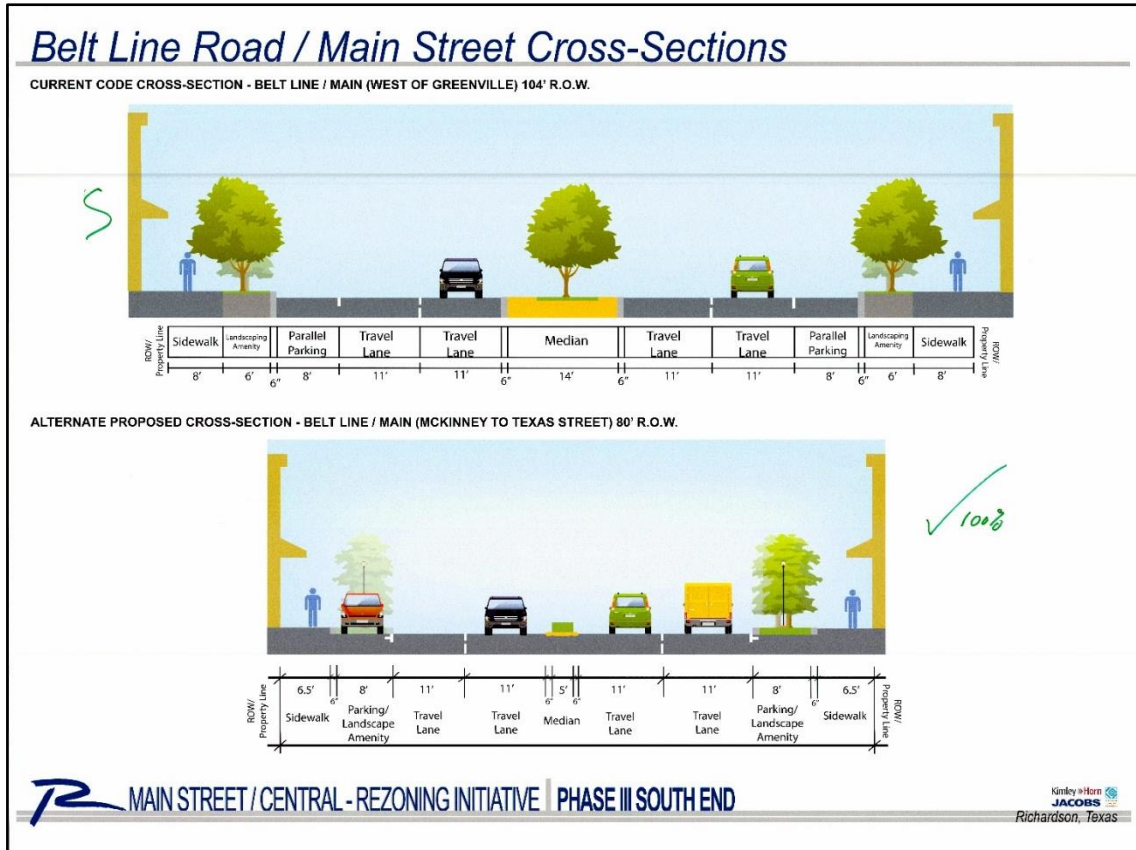 Belt Line Road / Main Street Cross-Sections
CURRENT CODE CROSS-SECTION - BELT LINE / MAIN (WEST OF GREENVILLE) 104' R.O.W.
S
ROW/
Property Line
Sidewalk
Landscaping
Amenity
Parallel
Parking
Travel
Lane
Travel
Lane
Median
Travel
Lane
Travel
Lane
Parallel
Parking
Landscaping
Amenity
Sidewalk
ROW/
Property Line
8' 6' 6" 8' 11' 11' 6" 14' 6" 11' 11' 8' 6" 6' 8'
ALTERNATE PROPOSED CROSS-SECTION - BELT LINE / MAIN (MCKINNEY TO TEXAS STREET) 80' R.O.W.
✓ 100%
6.5' 6" 8' 11' 11' 6" 5' 6" 11' 11' 8' 6" 6.5'
ROW/
Property Line
Sidewalk
Parking/
Landscape
Amenity
Travel
Lane
Travel
Lane
Median
Travel
Lane
Travel
Lane
Parking/
Landscape
Amenity
Sidewalk
ROW/
Property Line
MAIN STREET / CENTRAL - REZONING INITIATIVE | PHASE III SOUTH END
Kimley»Horn
JACOBS
Richardson, Texas